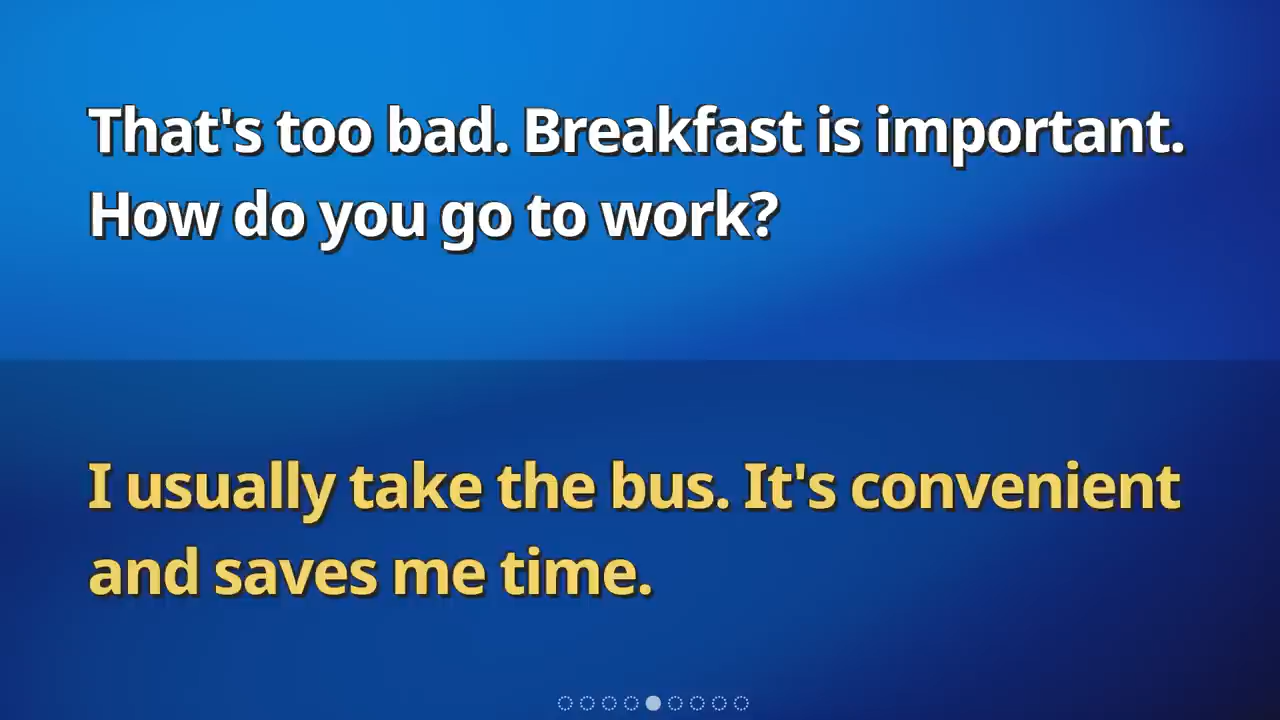 That's too bad. Breakfast is important.
How do you go to work?
I usually take the bus. It's convenient
and saves me time.